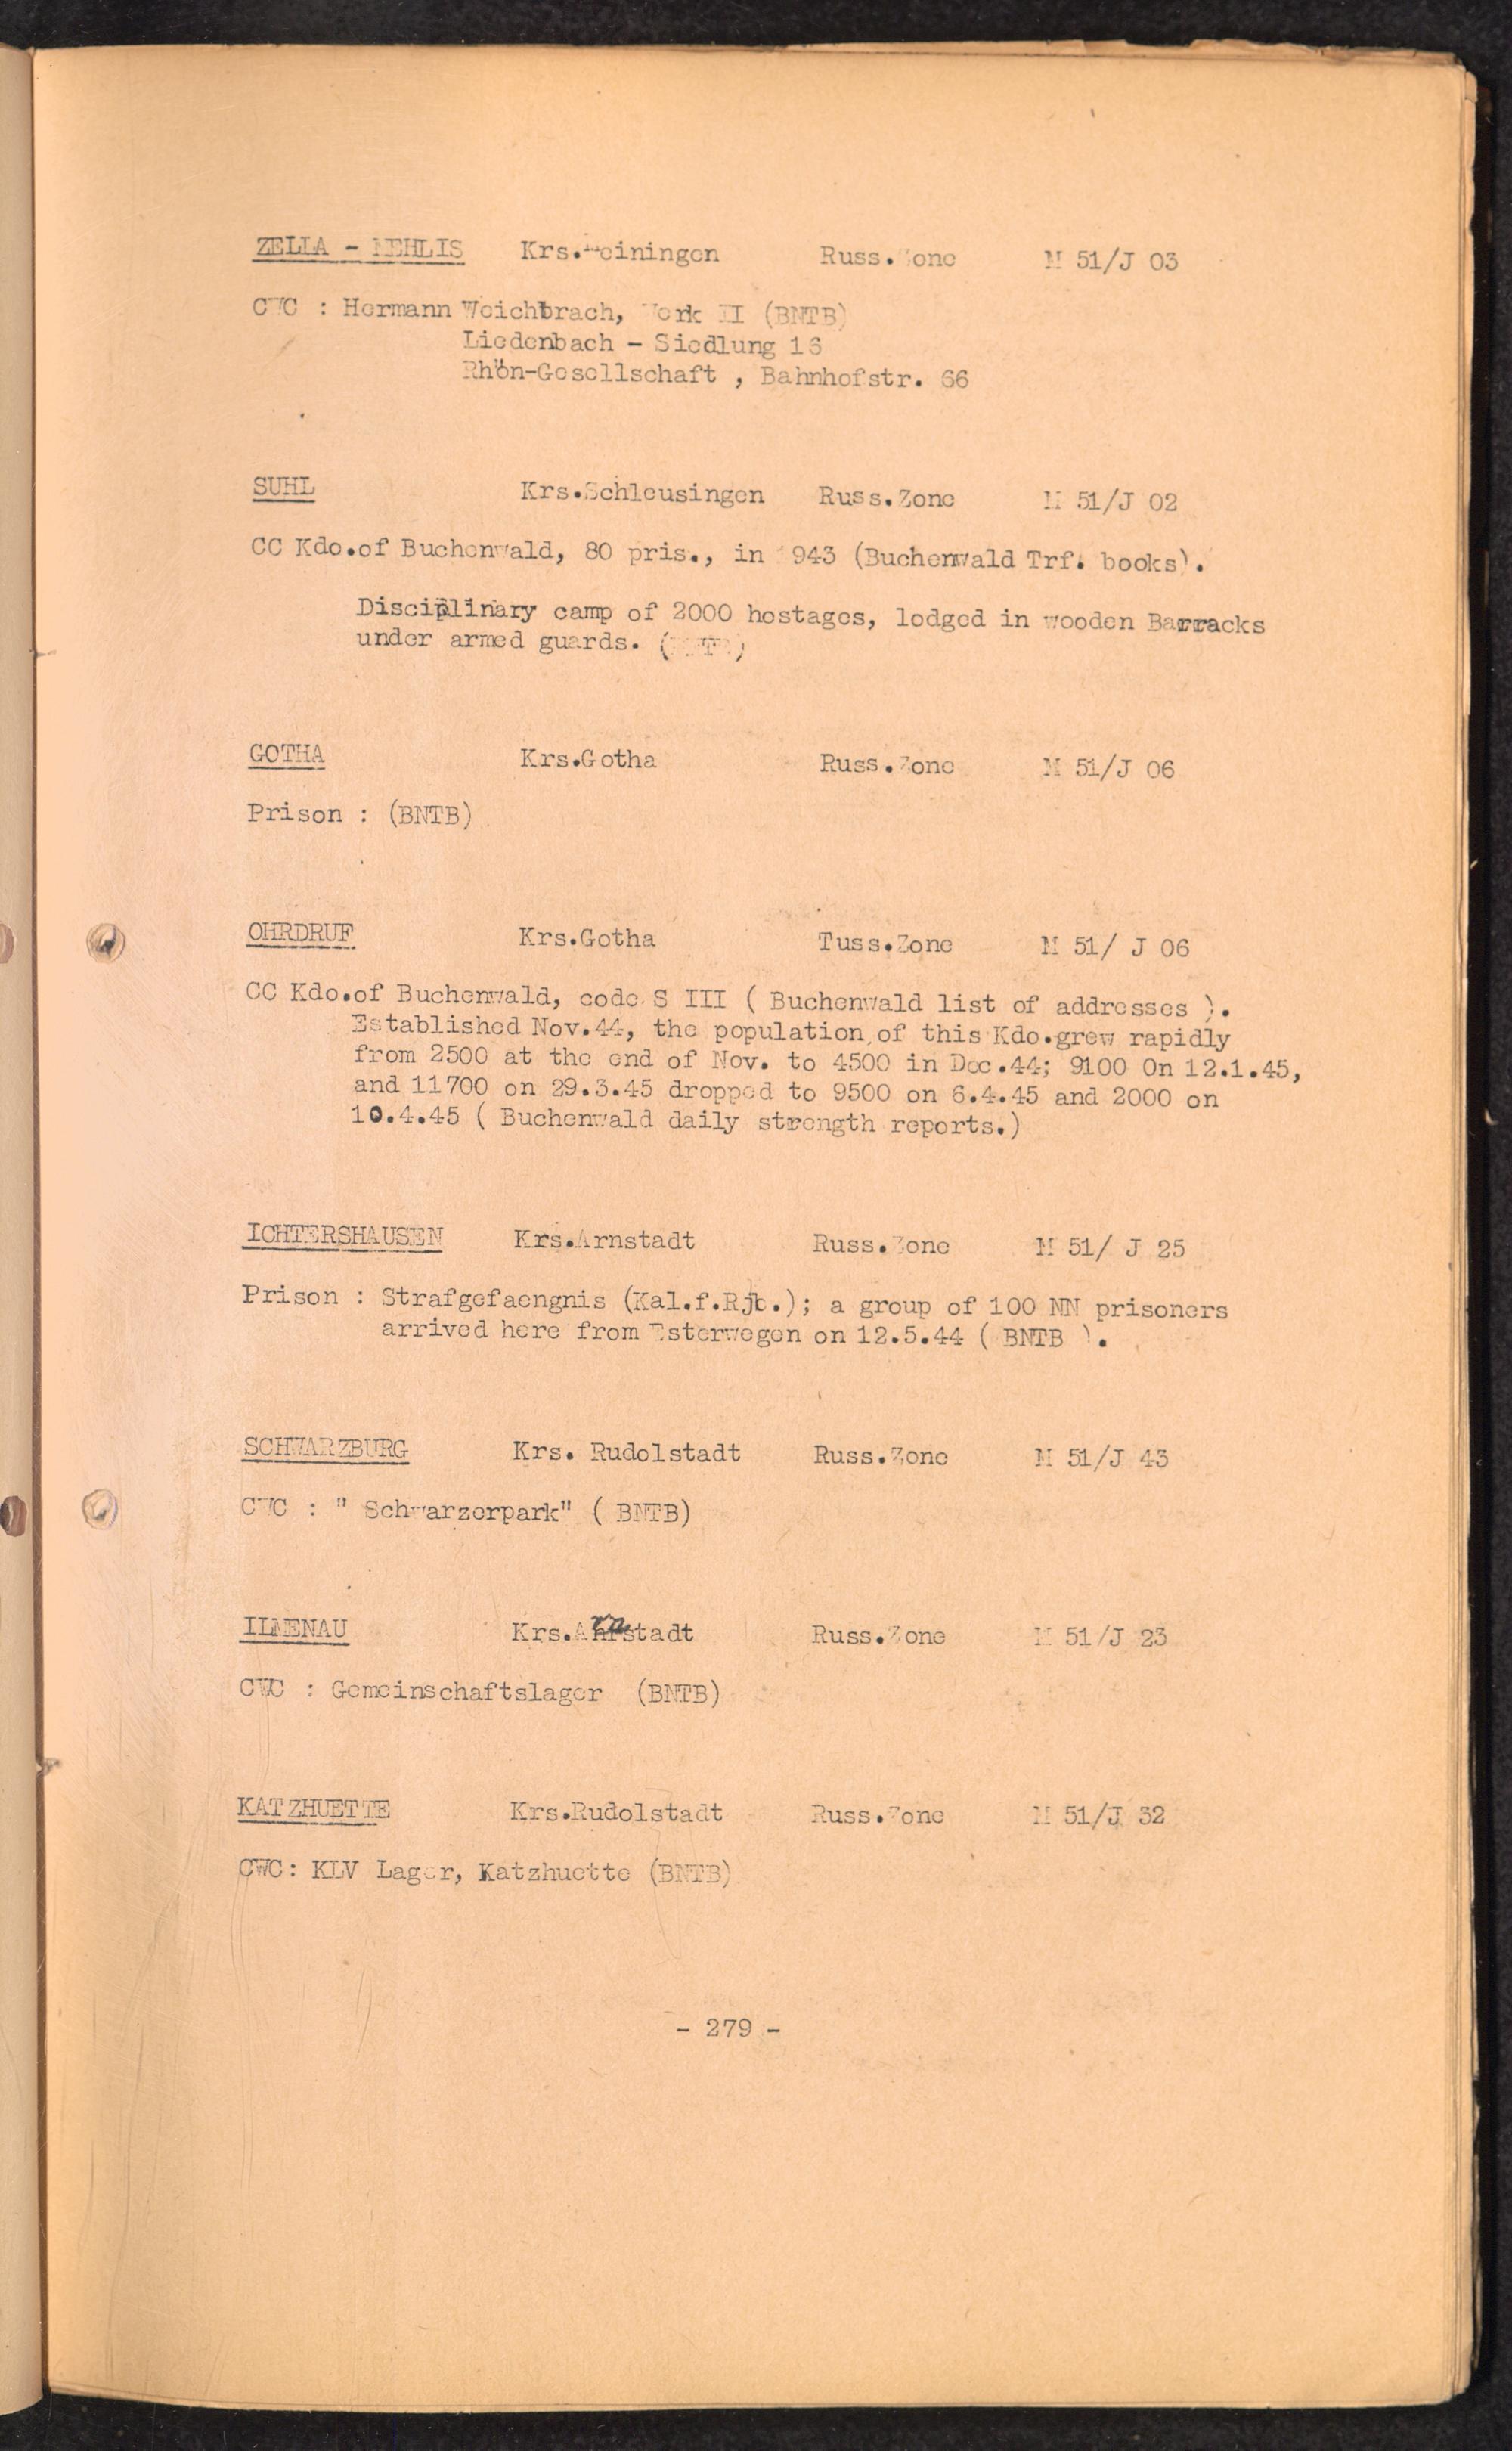 ZELLA - MEHLIS Krs.Meiningen Russ.Zone M 51/J 03
CWC : Hermann Weichbrach, Werk II (BNTB)
Liedenbach - Siedlung 16
Rhön-Gesellschaft , Bahnhofstr. 66
SUHL Krs.Schleusingen Russ.Zone M 51/J 02
CC Kdo.of Buchenwald, 80 pris., in 1943 (Buchenwald Trf. books).
Disciplinary camp of 2000 hostages, lodged in wooden Barracks
under armed guards. (BNTB)
GOTHA Krs.Gotha Russ.Zone M 51/J 06
Prison : (BNTB)
OHRDRUF Krs.Gotha Tuss.Zone M 51/ J 06
CC Kdo.of Buchenwald, code S III ( Buchenwald list of addresses ).
Established Nov.44, the population of this Kdo.grew rapidly
from 2500 at the end of Nov. to 4500 in Dec.44; 9100 On 12.1.45,
and 11700 on 29.3.45 dropped to 9500 on 6.4.45 and 2000 on
10.4.45 ( Buchenwald daily strength reports.)
ICHTERSHAUSEN Krs.Arnstadt Russ.Zone M 51/ J 25
Prison : Strafgefaengnis (Kal.f.Rjb.); a group of 100 NN prisoners
arrived here from Esterwegen on 12.5.44 ( BNTB ).
SCHWARZBURG Krs. Rudolstadt Russ.Zone M 51/J 43
CWC : " Schwarzerpark" ( BNTB)
ILMENAU Krs.Arnstadt Russ.Zone M 51/J 23
CWC : Gemeinschaftslager (BNTB)
KATZHUETTE Krs.Rudolstadt Russ.Zone M 51/J 32
CWC: KLV Lager, Katzhuette (BNTB)
- 279 -